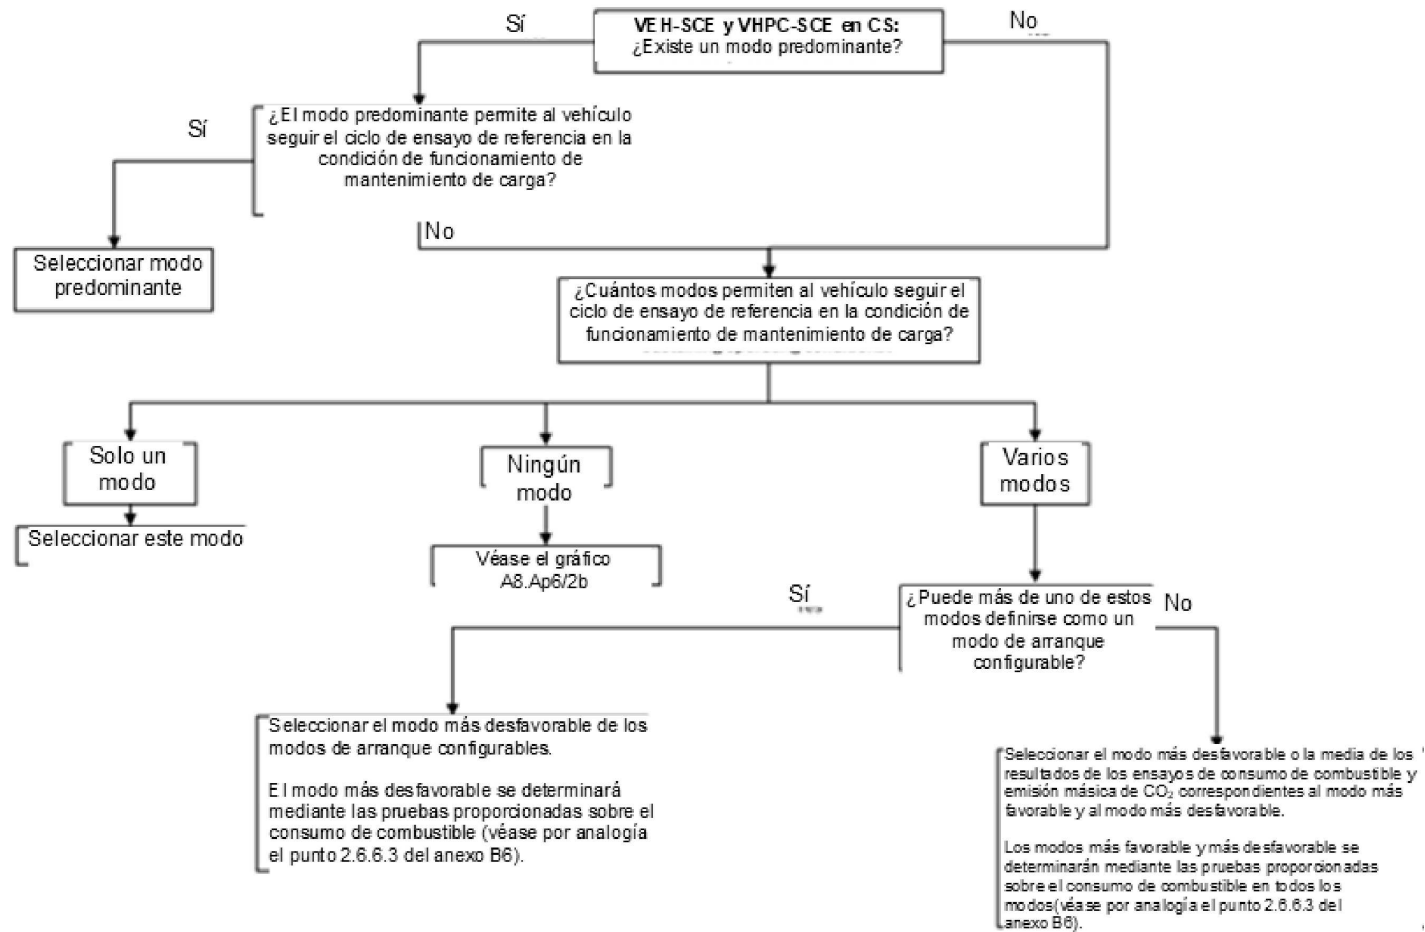 Sí
VEH-SCE y VHPC-SCE en CS:
¿Existe un modo predominante?
No
Sí
¿El modo predominante permite al vehículo
seguir el ciclo de ensayo de referencia en la
condición de funcionamiento de
mantenimiento de carga?
No
Seleccionar modo
predominante
¿Cuántos modos permiten al vehículo seguir el
ciclo de ensayo de referencia en la condición de
funcionamiento de mantenimiento de carga?
Solo un
modo
Ningún
modo
Varios
modos
Seleccionar este modo
Véase el gráfico
A8.Ap6/2b
Sí
¿Puede más de uno de estos
modos definirse como un
modo de arranque
configurable?
No
Seleccionar el modo más desfavorable de los
modos de arranque configurables.
El modo más desfavorable se determinará
mediante las pruebas proporcionadas sobre el
consumo de combustible (véase por analogía
el punto 2.6.6.3 del anexo B6).
Seleccionar el modo más desfavorable o la media de los
resultados de los ensayos de consumo de combustible y
emisión másica de CO₂ correspondientes al modo más
favorable y al modo más desfavorable.
Los modos más favorable y más desfavorable se
determinarán mediante las pruebas proporcionadas
sobre el consumo de combustible en todos los
modos(véase por analogía el punto 2.6.6.3 del
anexo B6).